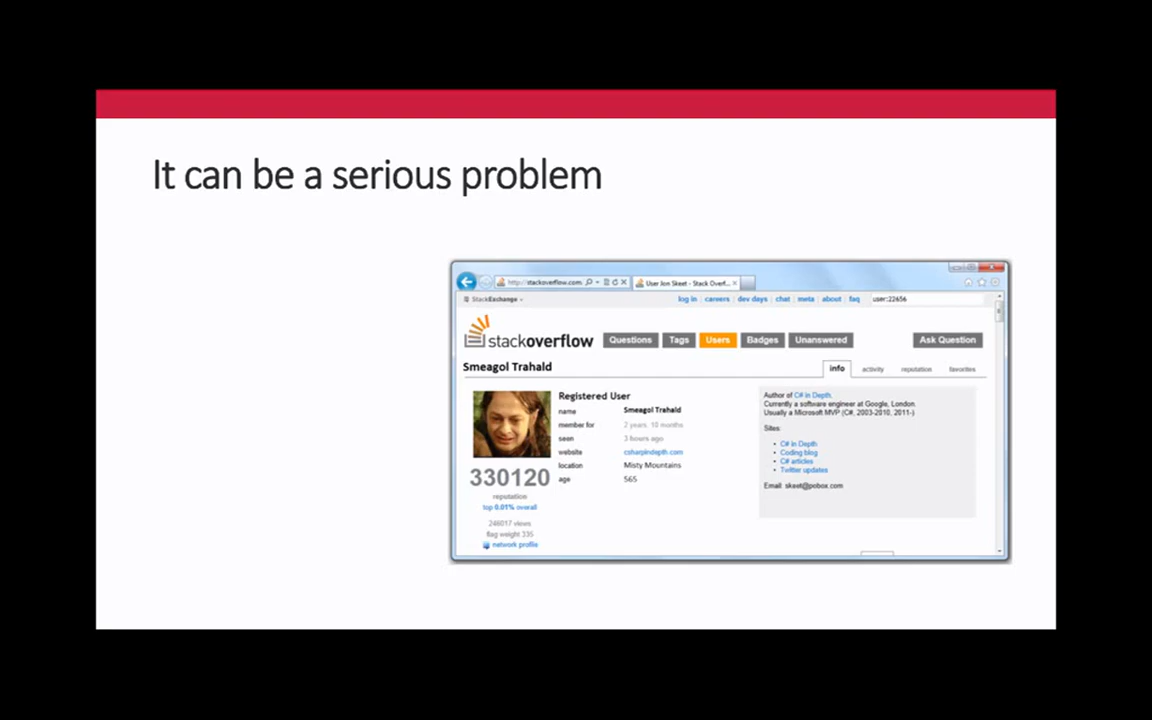 It can be a serious problem
http://stackoverflow.com
User Jon Skeet - Stack Overf...
StackExchange
log in careers dev days chat meta about faq
user:22656
stackoverflow
Questions Tags Users Badges Unanswered Ask Question
Smeagol Trahald
info activity reputation favorites
Registered User
name Smeagol Trahald
member for 2 years, 10 months
seen 3 hours ago
website csharpindepth.com
location Misty Mountains
age 565
330120
reputation
top 0.01% overall
246017 views
flag weight 335
network profile
Author of C# in Depth.
Currently a software engineer at Google, London.
Usually a Microsoft MVP (C#, 2003-2010, 2011-)
Sites:
C# in Depth
Coding blog
C# articles
Twitter updates
Email: skeet@pobox.com